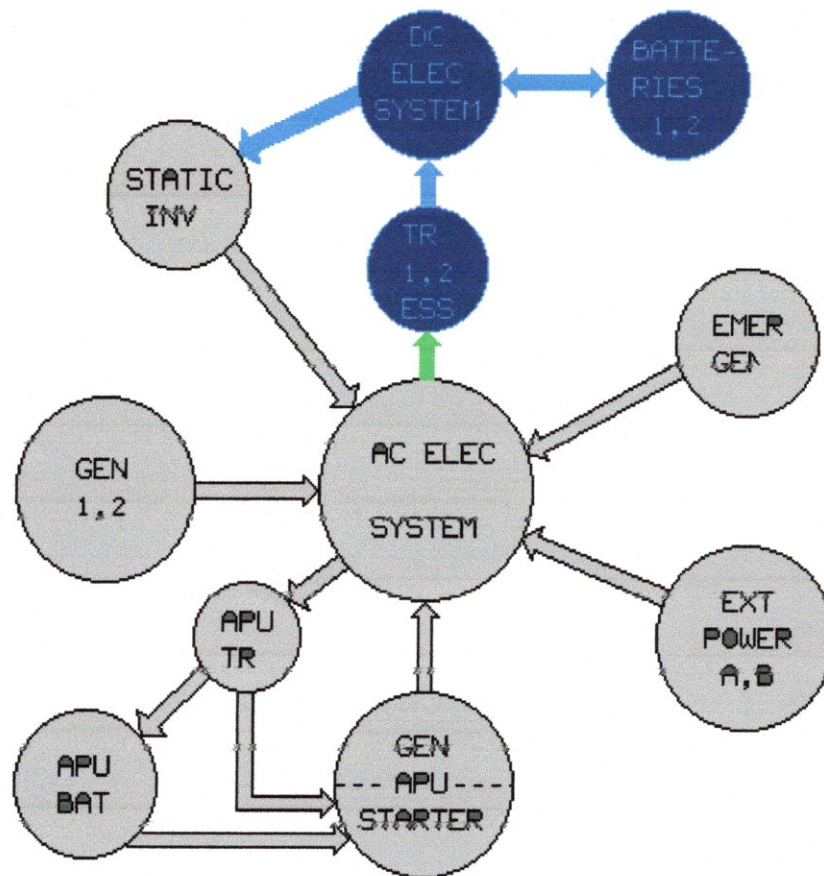 DC
ELEC
SYSTEM
BATTE-
RIES
1,2
STATIC
INV
TR
1,2
ESS
EMER
GEN
GEN
1,2
AC ELEC
SYSTEM
APU
TR
EXT
POWER
A,B
APU
BAT
GEN
APU
STARTER